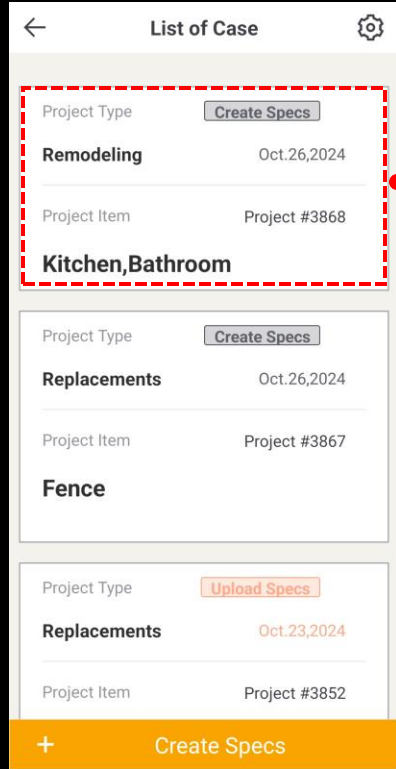 List of Case
Project Type Create Specs
Remodeling Oct.26,2024
Project Item Project #3868
Kitchen,Bathroom
Project Type Create Specs
Replacements Oct.26,2024
Project Item Project #3867
Fence
Project Type Upload Specs
Replacements Oct.23,2024
Project Item Project #3852
+ Create Specs